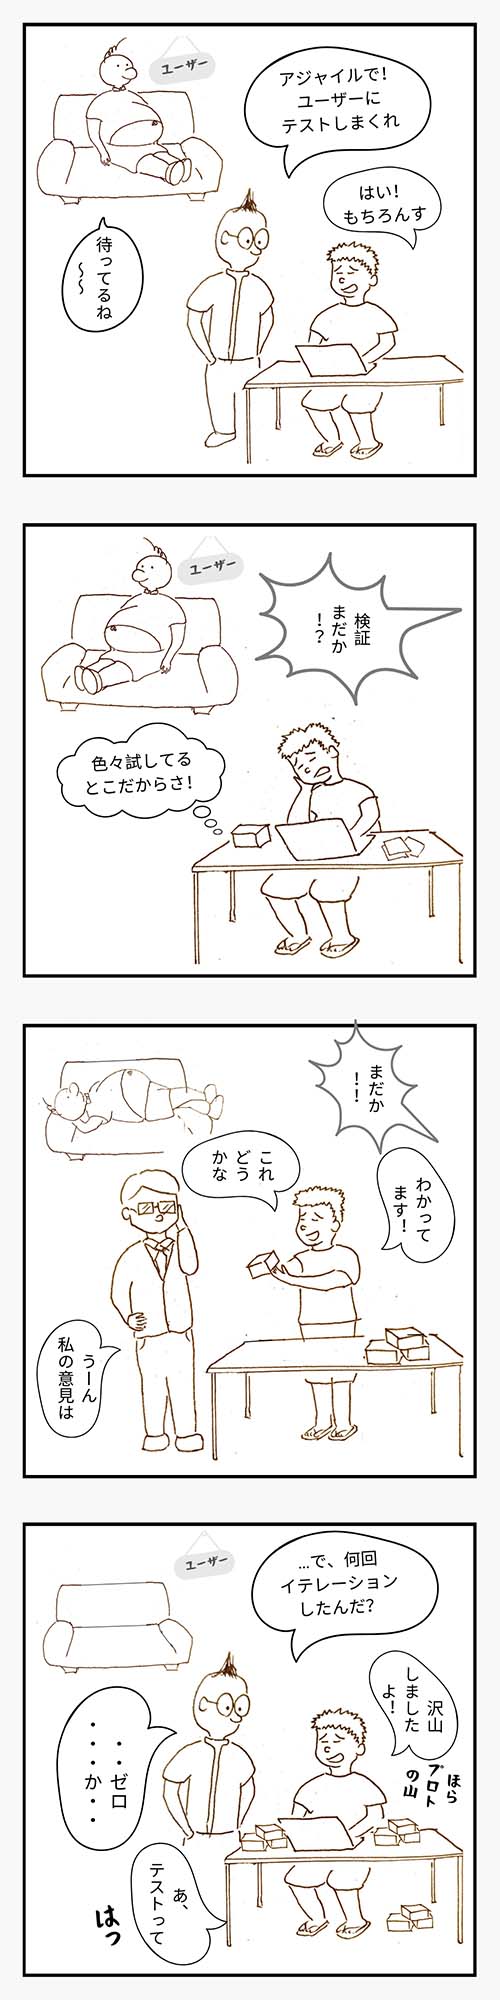 ユーザー
アジャイルで！
ユーザーに
テストしまくれ
はい！
もちろんす
待ってるね
〜〜
ユーザー
検証
まだか
！？
色々試してる
とこだからさ！
まだか
！！
わかって
ます！
これ
どう
かな
うーん
私の意見は
ユーザー
...で、何回
イテレーション
したんだ？
沢山
しました
よ！
ほら
プロト
の山
・・ゼロ
・・・か・・
あ、
テストって
はっ